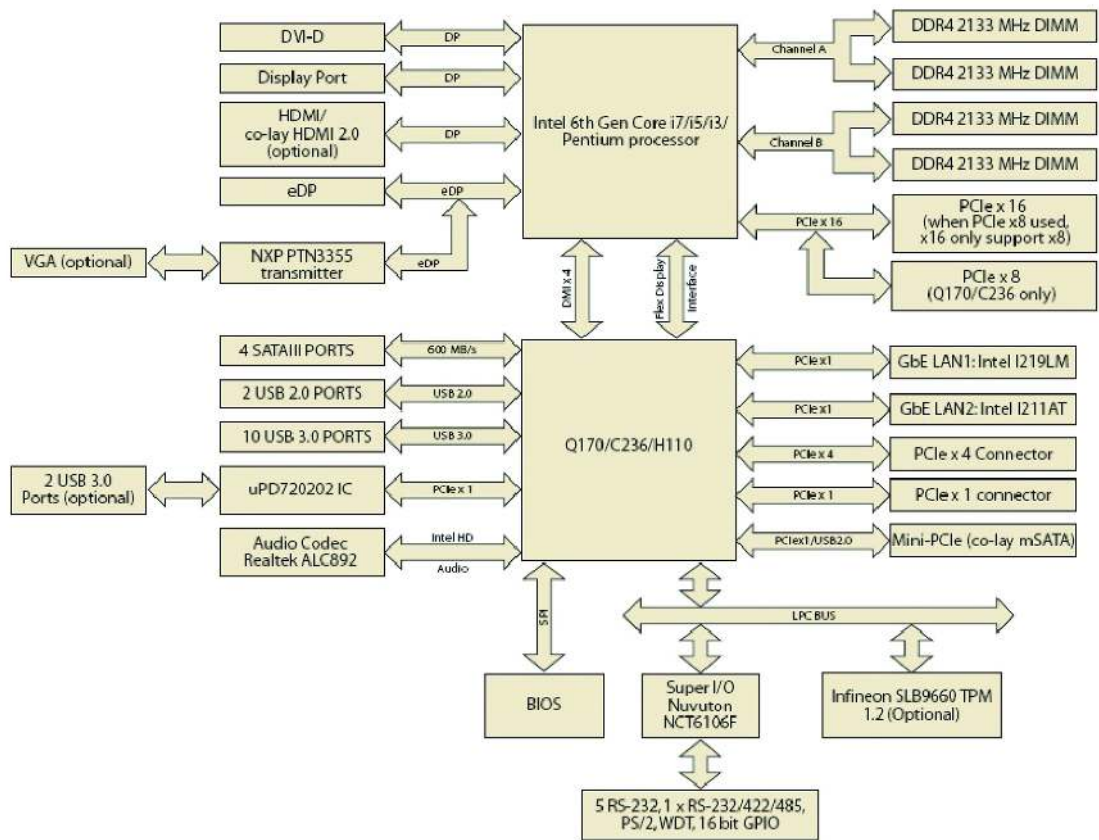 DVI-D
DP
Display Port
DP
HDMI/
co-lay HDMI 2.0
(optional)
DP
eDP
eDP
VGA (optional)
NXP PTN3355
transmitter
eDP
Intel 6th Gen Core i7/i5/i3/
Pentium processor
Channel A
DDR4 2133 MHz DIMM
DDR4 2133 MHz DIMM
Channel B
DDR4 2133 MHz DIMM
DDR4 2133 MHz DIMM
PCIe x 16
PCIe x 16
(when PCIe x8 used,
x16 only support x8)
PCIe x 8
(Q170/C236 only)
DMI x 4
Flex Display
Interface
4 SATAIII PORTS
600 MB/s
2 USB 2.0 PORTS
USB 2.0
10 USB 3.0 PORTS
USB 3.0
2 USB 3.0
Ports (optional)
uPD720202 IC
PCIe x 1
Audio Codec
Realtek ALC892
Intel HD
Audio
Q170/C236/H110
PCIe x1
GbE LAN1: Intel I219LM
PCIe x1
GbE LAN2: Intel I211AT
PCIe x 4
PCIe x 4 Connector
PCIe x 1
PCIe x 1 connector
PCIex1/USB2.0
Mini-PCIe (co-lay mSATA)
SPI
LPC BUS
BIOS
Super I/O
Nuvuton
NCT6106F
Infineon SLB9660 TPM
1.2 (Optional)
5 RS-232, 1 x RS-232/422/485,
PS/2, WDT, 16 bit GPIO